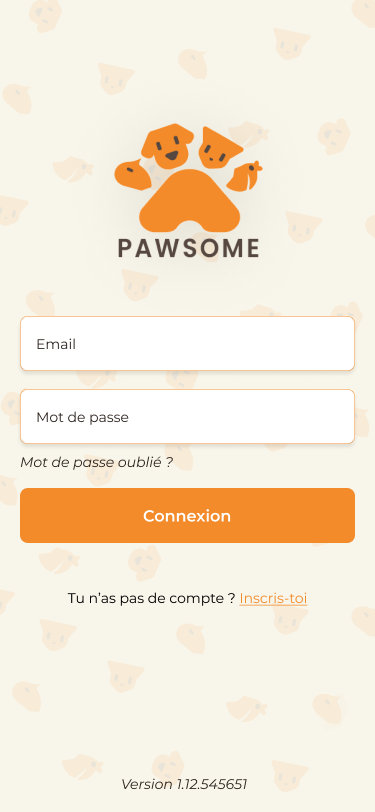 PAWSOME
Email
Mot de passe
Mot de passe oublié ?
Connexion
Tu n’as pas de compte ? Inscris-toi
Version 1.12.545651